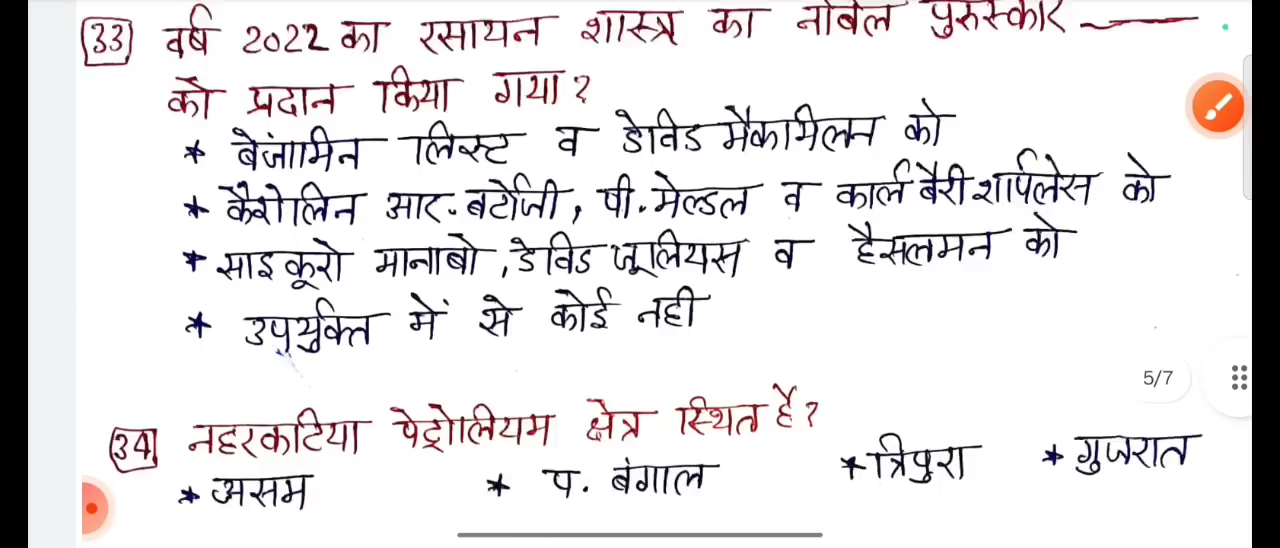 33 वर्ष 2022 का रसायन शास्त्र का नोबेल पुरुस्कार ———
को प्रदान किया गया?
* बेंजामिन लिस्ट व डेविड मैकमिलन को
* कैरोलिन आर. बर्टोजी, पी. मेल्डल व कार्ल बैरी शार्पलेस को
* साइकूरो मानाबो, डेविड जूलियस व हैसलमन को
* उपर्युक्त में से कोई नही
5/7
34 नहरकटिया पेट्रोलियम क्षेत्र स्थित है?
* असम * प. बंगाल * त्रिपुरा * गुजरात